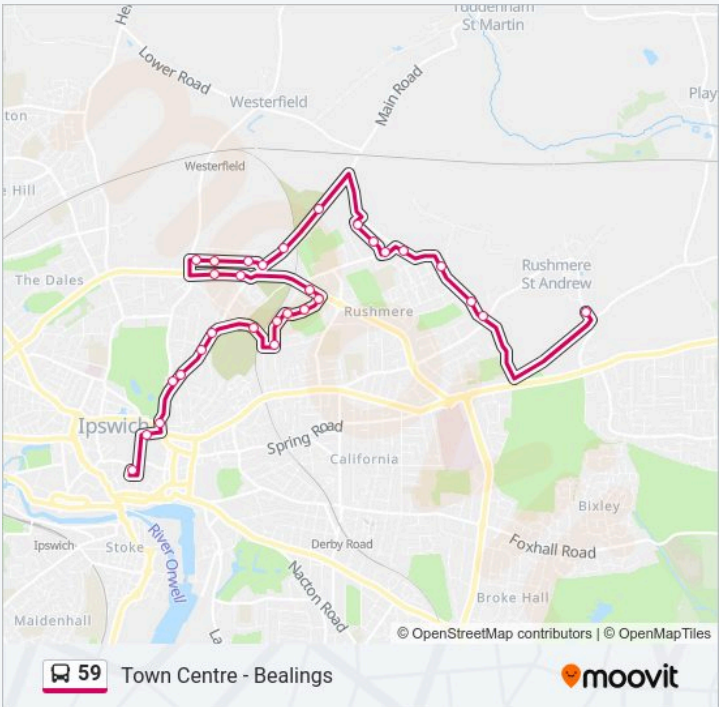 Tuddenham
St Martin
Lower Road
Westerfield
Main Road
Play
ton
Westerfield
e Hill
The Dales
Rushmere
St Andrew
Rushmere
Ipswich
Spring Road
California
Bixley
River Orwell
Ipswich
Stoke
Derby Road
Foxhall Road
Nacton Road
Broke Hall
Maidenhall
La
© OpenStreetMap contributors | © OpenMapTiles
59 Town Centre - Bealings
moovit